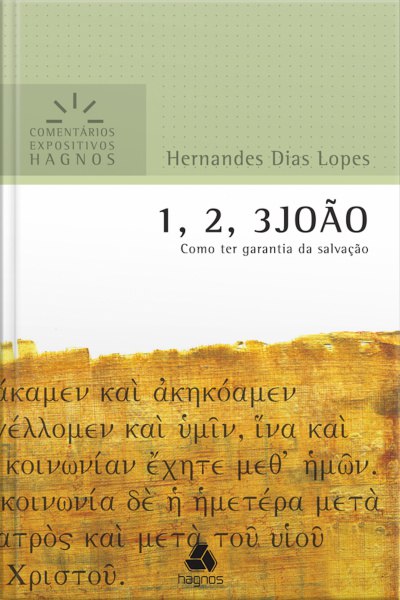 COMENTÁRIOS
EXPOSITIVOS
HAGNOS
Hernandes Dias Lopes
1, 2, 3JOÃO
Como ter garantia da salvação
άκαμεν καὶ ἀκηκόαμεν
γέλλομεν καὶ ὑμῖν, ἵνα καὶ
κοινωνίαν ἔχητε μεθ' ἡμῶν.
κοινωνία δὲ ἡ ἡμετέρα μετὰ
ατρὸς καὶ μετὰ τοῦ υἱοῦ
Χριστοῦ.
hagnos